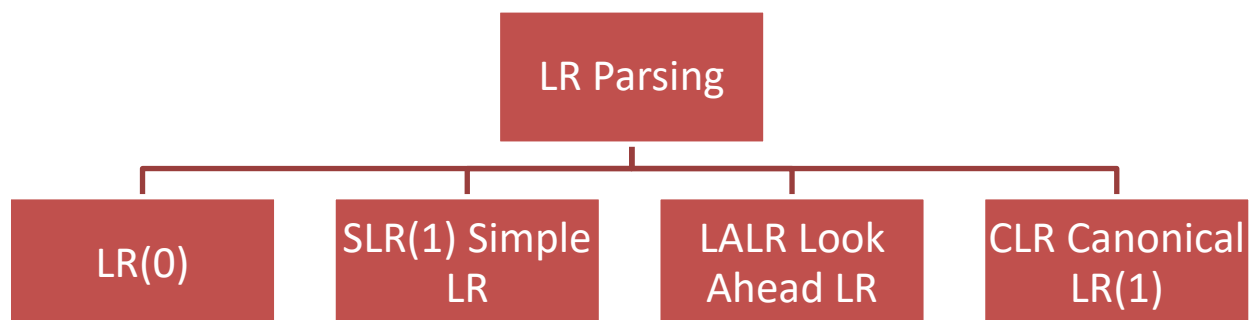 LR Parsing
LR(0)
SLR(1) Simple
LR
LALR Look
Ahead LR
CLR Canonical
LR(1)